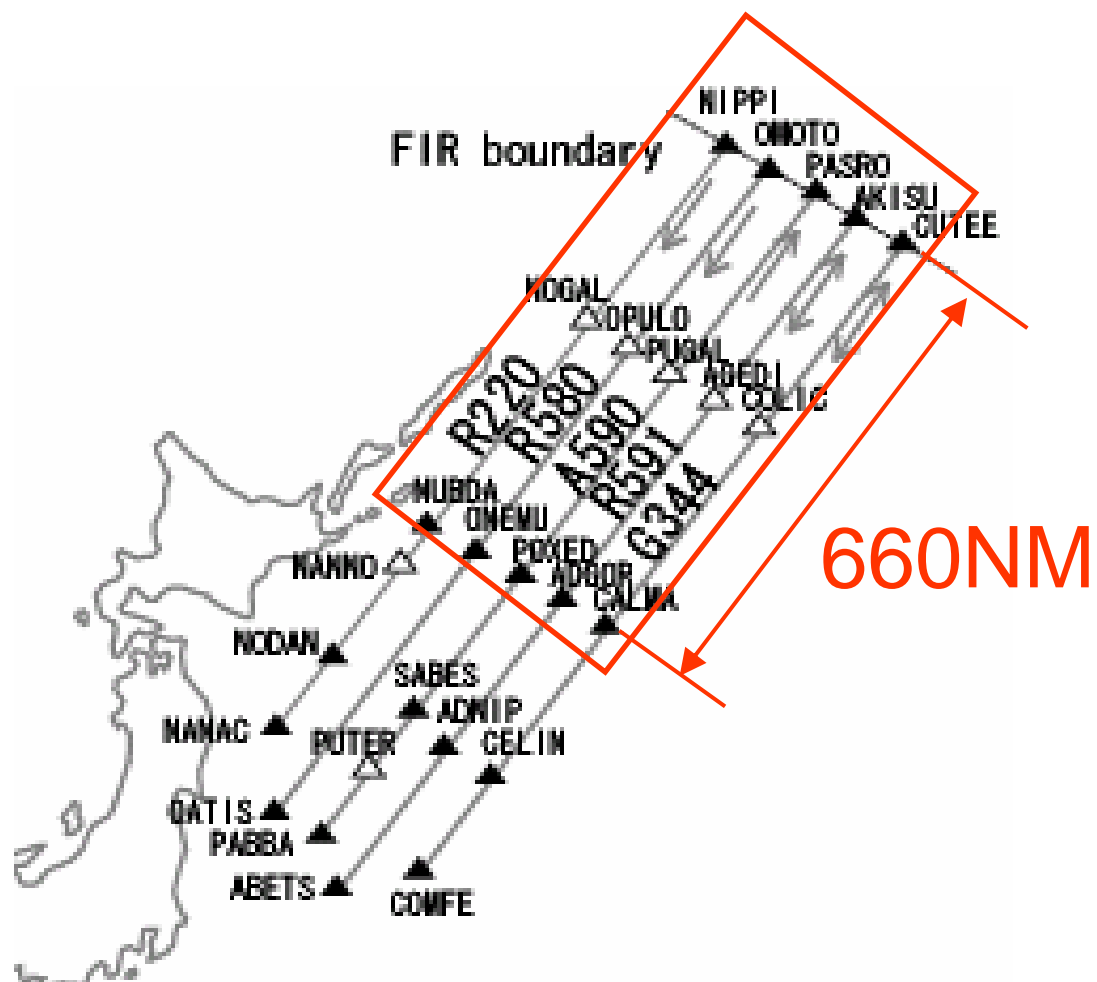 NIPPI
OMOTO
FIR boundary
PASRO
AKISU
CUTEE
NOGAL
OPULO
PUGAL
AGEDI
COLIG
R220
R580
A590
R591
G344
NUBDA
ONEMU
660NM
POXED
NANNO
ADGOR
CALMA
NODAN
SABES
ADNIP
NANAC
PUTER
CELIN
OATIS
PABBA
ABETS
COMFE